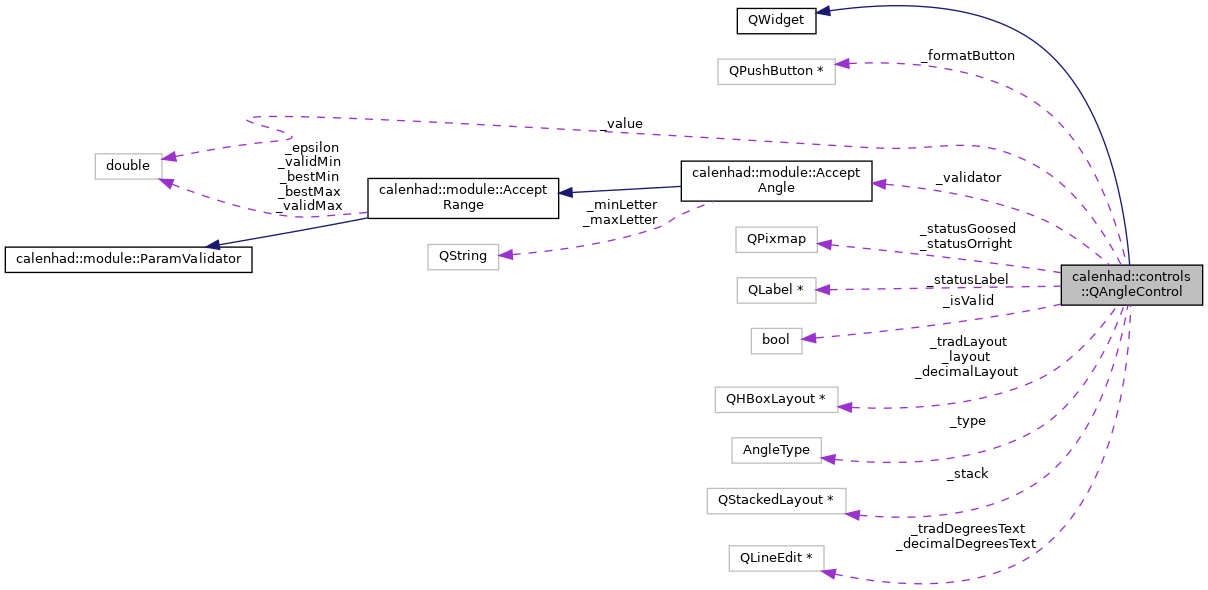 QWidget
_formatButton
QPushButton *
_value
double
_epsilon
_validMin
_bestMin
_bestMax
_validMax
calenhad::module::Accept
Range
_minLetter
_maxLetter
calenhad::module::Accept
Angle
_validator
calenhad::module::ParamValidator
QString
QPixmap
_statusGoosed
_statusOrright
calenhad::controls
::QAngleControl
QLabel *
_statusLabel
_isValid
bool
_tradLayout
_layout
_decimalLayout
QHBoxLayout *
_type
AngleType
_stack
QStackedLayout *
_tradDegreesText
_decimalDegreesText
QLineEdit *